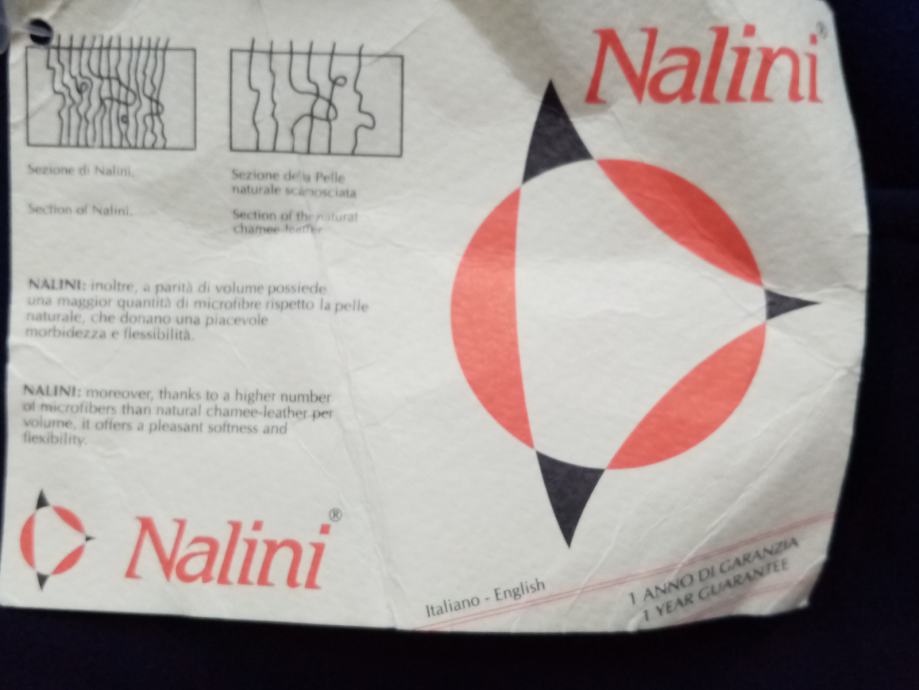 Sezione di Nalini.
Section of Nalini.
Sezione della Pelle
naturale scamosciata
Section of the natural
chamee-leather
NALINI: inoltre, a parità di volume possiede
una maggior quantità di microfibre rispetto la pelle
naturale, che donano una piacevole
morbidezza e flessibilità.
NALINI: moreover, thanks to a higher number
of microfibers than natural chamee-leather per
volume, it offers a pleasant softness and
flexibility.
Nalini®
Nalini®
Italiano - English
1 ANNO DI GARANZIA
1 YEAR GUARANTEE